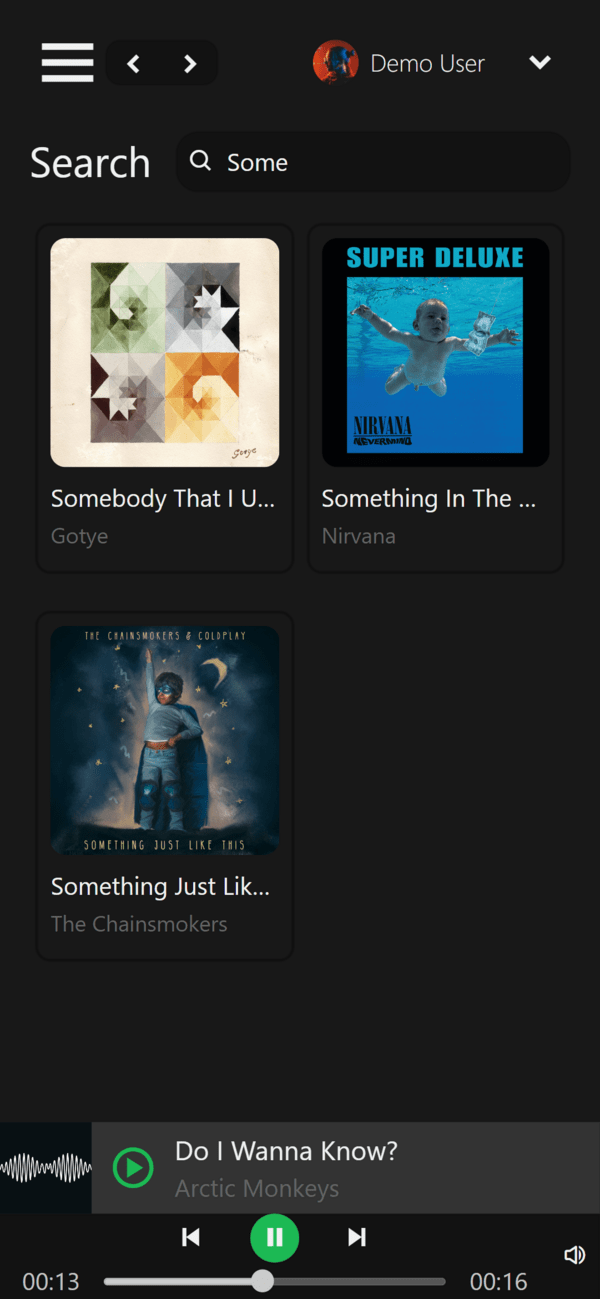 Demo User
Search
Some
Gotye
Somebody That I U...
Gotye
SUPER DELUXE
NIRVANA
NEVERMIND
Something In The ...
Nirvana
THE CHAINSMOKERS & COLDPLAY
SOMETHING JUST LIKE THIS
Something Just Lik...
The Chainsmokers
Do I Wanna Know?
Arctic Monkeys
00:13
00:16